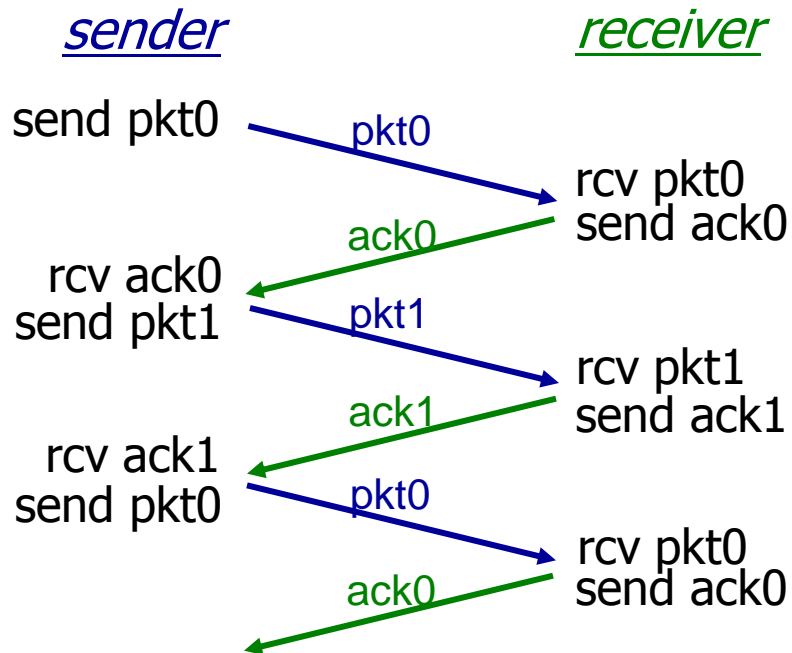 sender
receiver
send pkt0
pkt0
rcv pkt0
send ack0
ack0
rcv ack0
send pkt1
pkt1
rcv pkt1
send ack1
ack1
rcv ack1
send pkt0
pkt0
rcv pkt0
send ack0
ack0